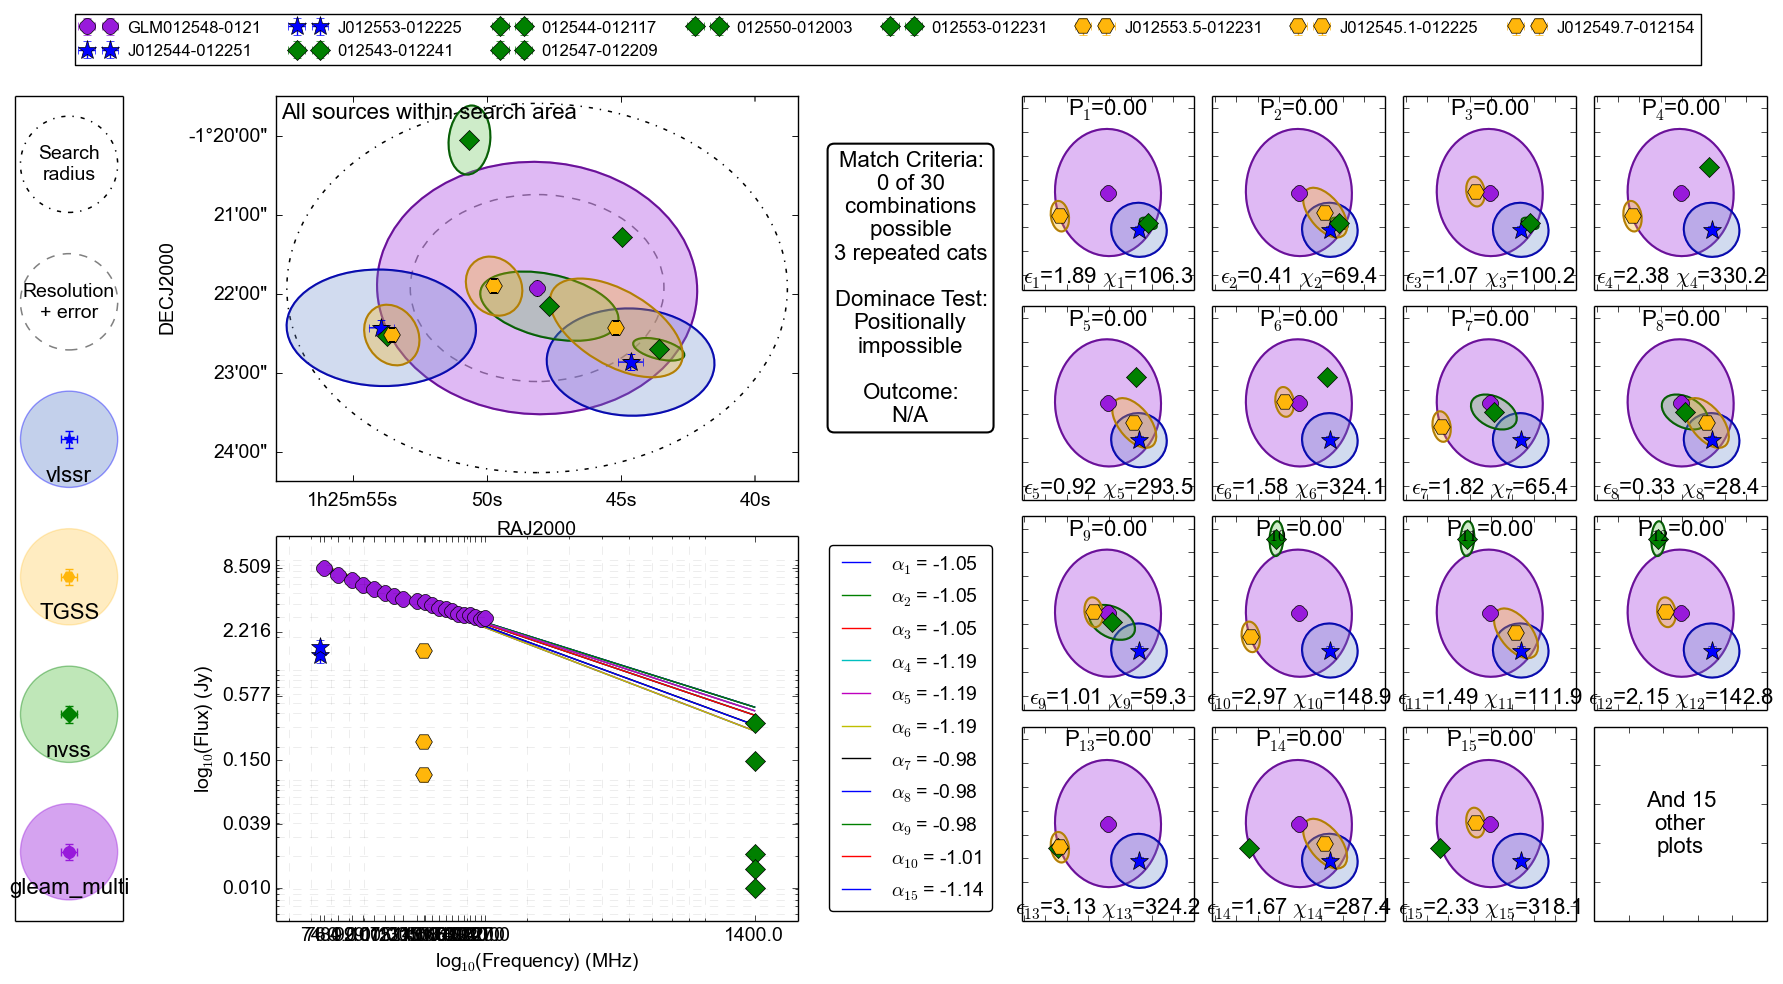 GLM012548-0121 J012553-012225 012544-012117 012550-012003 012553-012231 J012553.5-012231 J012545.1-012225 J012549.7-012154
J012544-012251 012543-012241 012547-012209
Search
radius
Resolution
+ error
vlssr
TGSS
nvss
gleam_multi
All sources within search area
DECJ2000
-1°20'00"
21'00"
22'00"
23'00"
24'00"
1h25m55s 50s 45s 40s
RAJ2000
Match Criteria:
0 of 30
combinations
possible
3 repeated cats
Dominace Test:
Positionally
impossible
Outcome:
N/A
log10(Flux) (Jy)
8.509
2.216
0.577
0.150
0.039
0.010
1400.0
log10(Frequency) (MHz)
α1 = -1.05
α2 = -1.05
α3 = -1.05
α4 = -1.19
α5 = -1.19
α6 = -1.19
α7 = -0.98
α8 = -0.98
α9 = -0.98
α10 = -1.01
α15 = -1.14
P1=0.00 P2=0.00 P3=0.00 P4=0.00
ϵ1=1.89 χ1=106.3 ϵ2=0.41 χ2=69.4 ϵ3=1.07 χ3=100.2 ϵ4=2.38 χ4=330.2
P5=0.00 P6=0.00 P7=0.00 P8=0.00
ϵ5=0.92 χ5=293.5 ϵ6=1.58 χ6=324.1 ϵ7=1.82 χ7=65.4 ϵ8=0.33 χ8=28.4
P9=0.00 P10=0.00 P11=0.00 P12=0.00
ϵ9=1.01 χ9=59.3 ϵ10=2.97 χ10=148.9 ϵ11=1.49 χ11=111.9 ϵ12=2.15 χ12=142.8
P13=0.00 P14=0.00 P15=0.00
ϵ13=3.13 χ13=324.2 ϵ14=1.67 χ14=287.4 ϵ15=2.33 χ15=318.1
And 15
other
plots